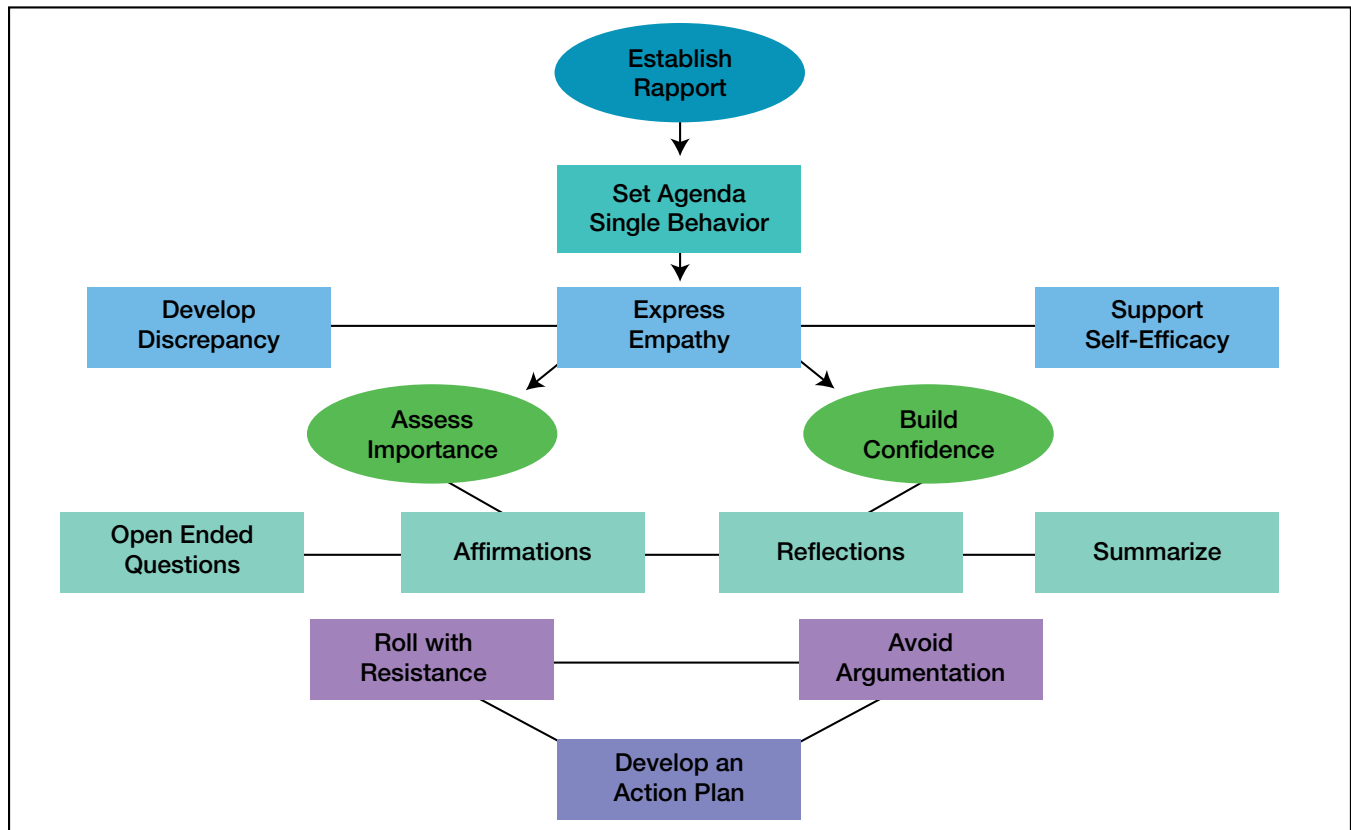 Establish
Rapport
Set Agenda
Single Behavior
Develop
Discrepancy
Express
Empathy
Support
Self-Efficacy
Assess
Importance
Build
Confidence
Open Ended
Questions
Affirmations
Reflections
Summarize
Roll with
Resistance
Avoid
Argumentation
Develop an
Action Plan